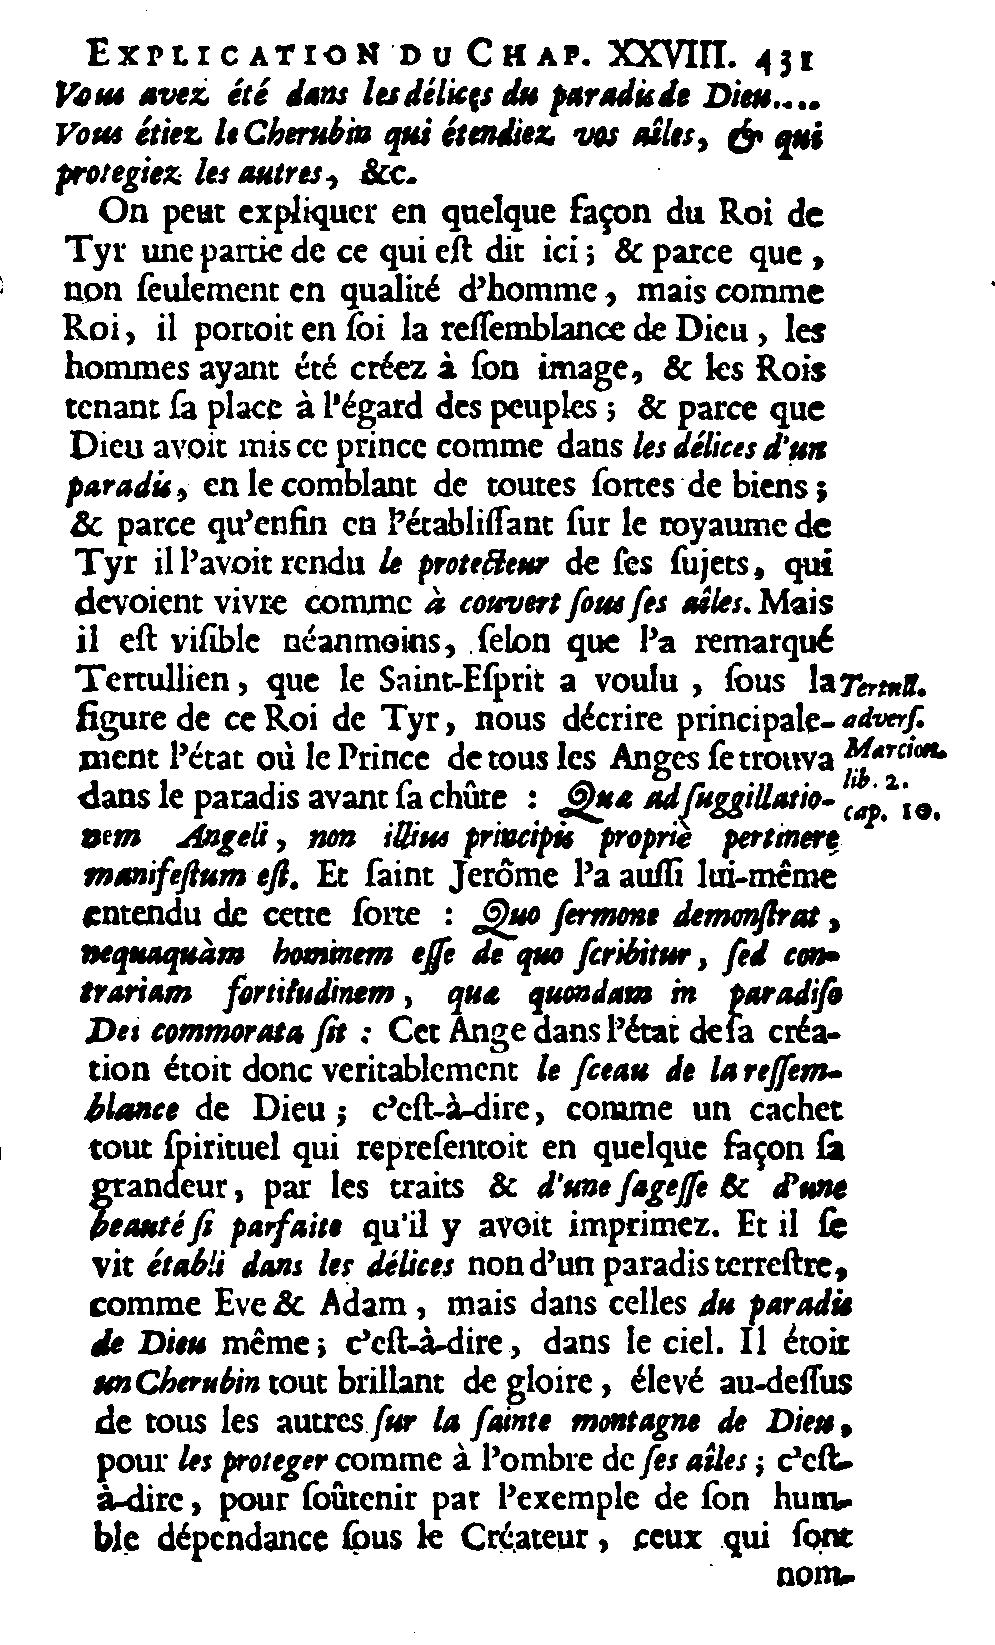 EXPLICATION DU CHAP. XXVIII. 431
Vous avez été dans les délices du paradis de Dieu....
Vous étiez le Cherubin qui étendiez vos aîles, & qui
protegiez les autres, &c.
On peut expliquer en quelque façon du Roi de
Tyr une partie de ce qui eſt dit ici ; & parce que ,
non ſeulement en qualité d'homme , mais comme
Roi, il portoit en ſoi la reſſemblance de Dieu , les
hommes ayant été créez à ſon image, & les Rois
tenant ſa place à l'égard des peuples ; & parce que
Dieu avoit mis ce prince comme dans les délices d'un
paradis, en le comblant de toutes ſortes de biens ;
& parce qu'enfin en l'établiſſant ſur le royaume de
Tyr il l'avoit rendu le protecteur de ſes ſujets, qui
devoient vivre comme à couvert ſous ſes aîles. Mais
il eſt viſible néanmoins, ſelon que l'a remarqué
Tertullien, que le Saint-Eſprit a voulu , ſous la
figure de ce Roi de Tyr, nous décrire principale-
ment l'état où le Prince de tous les Anges ſe trouva
dans le paradis avant ſa chûte : Quæ ad ſuggillatio-
nem Angeli, non illius principis propriè pertinere
manifeſtum eſt. Et ſaint Jerôme l'a auſſi lui-même
entendu de cette ſorte : Quo ſermone demonſtrat ,
nequaquàm hominem eſſe de quo ſcribitur, ſed con-
trariam fortitudinem, quæ quondam in paradiſo
Dei commorata ſit : Cet Ange dans l'état de ſa créa-
tion étoit donc veritablement le ſceau de la reſſem-
blance de Dieu ; c'eſt-à-dire, comme un cachet
tout ſpirituel qui repreſentoit en quelque façon ſa
grandeur, par les traits & d'une ſageſſe & d'une
beauté ſi parfaite qu'il y avoit imprimez. Et il ſe
vit établi dans les délices non d'un paradis terreſtre,
comme Eve & Adam , mais dans celles du paradis
de Dieu même ; c'eſt-à-dire, dans le ciel. Il étoit
un Cherubin tout brillant de gloire , élevé au-deſſus
de tous les autres ſur la ſainte montagne de Dieu,
pour les proteger comme à l'ombre de ſes aîles ; c'eſt-
à-dire, pour ſoûtenir par l'exemple de ſon hum-
ble dépendance ſous le Créateur , ceux qui ſont
nom-
Tertull.
adverſ.
Marcion.
lib. 2.
cap. 10.